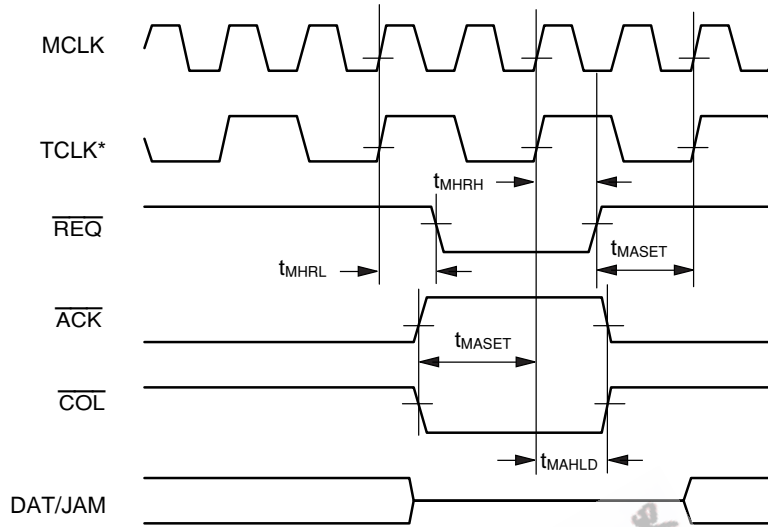 MCLK
TCLK*
tMHRH
REQ
tMASET
tMHRL
ACK
tMASET
COL
tMAHLD
DAT/JAM